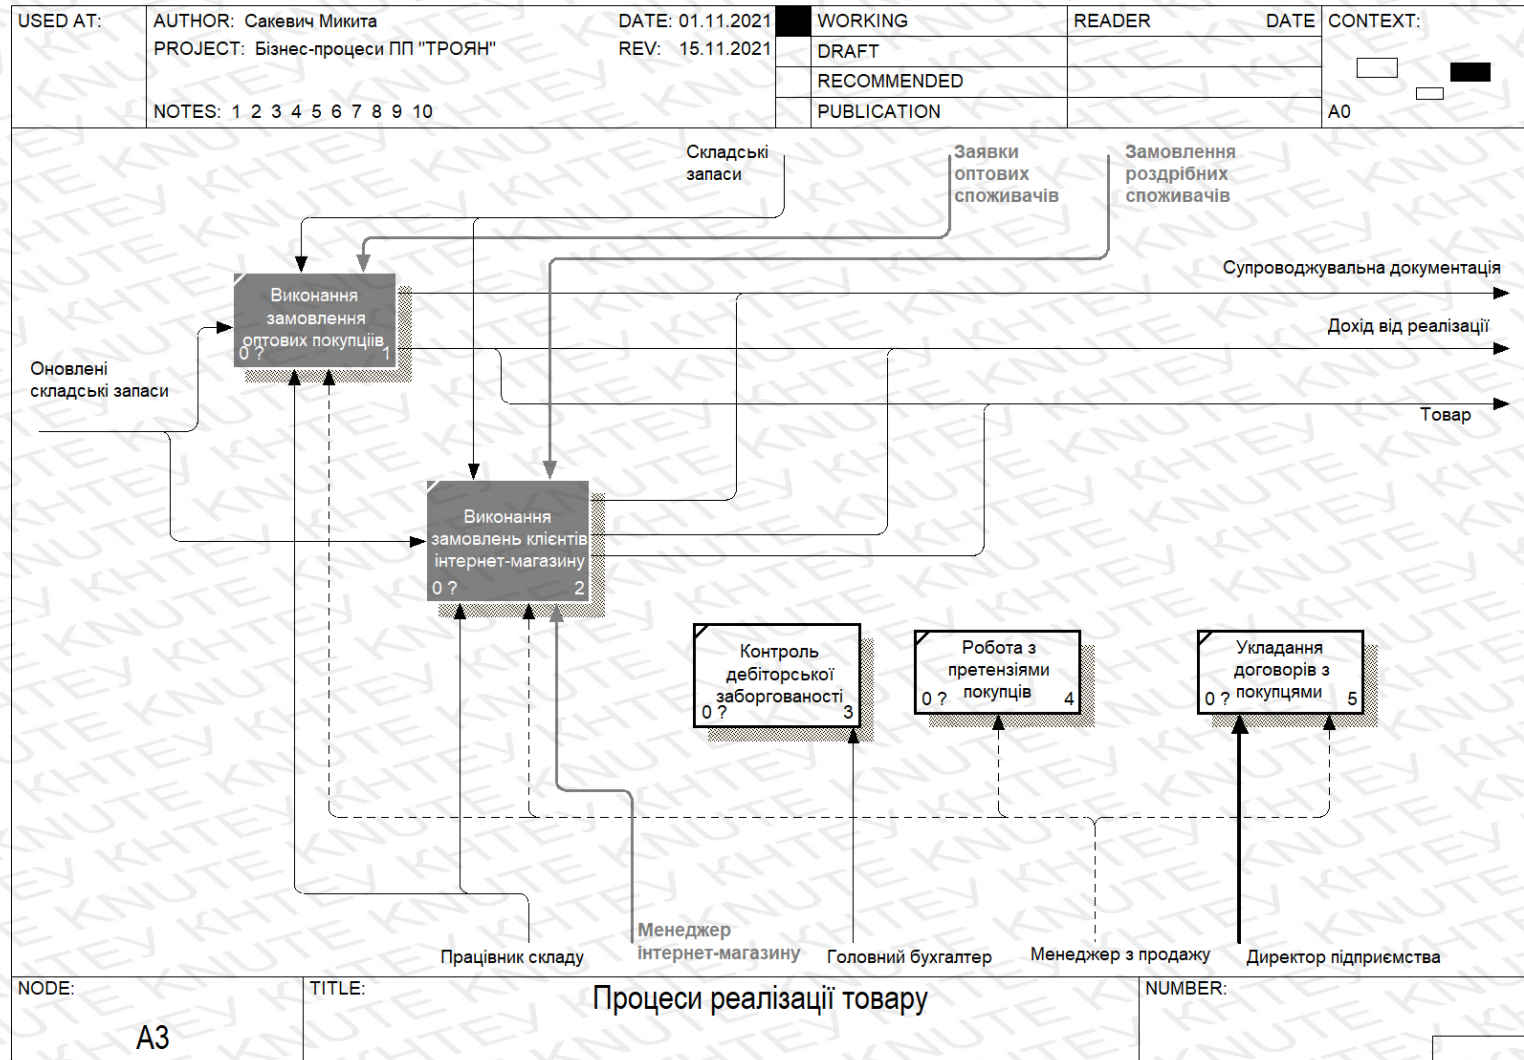 USED AT:
AUTHOR: Сакевич Микита
DATE: 01.11.2021
PROJECT: Бізнес-процеси ПП "ТРОЯН"
REV: 15.11.2021
NOTES: 1 2 3 4 5 6 7 8 9 10
WORKING
DRAFT
RECOMMENDED
PUBLICATION
READER
DATE
CONTEXT:
A0
Складські
запаси
Заявки
оптових
споживачів
Замовлення
роздрібних
споживачів
Супроводжувальна документація
Дохід від реалізації
Товар
Виконання
замовлення
оптових покупціів
0 ? 1
Оновлені
складські запаси
Виконання
замовлень клієнтів
інтернет-магазину
0 ? 2
Контроль
дебіторської
заборгованості
0 ? 3
Робота з
претензіями
покупців
0 ? 4
Укладання
договорів з
покупцями
0 ? 5
Працівник складу
Менеджер
інтернет-магазину
Головний бухгалтер
Менеджер з продажу
Директор підприємства
NODE:
A3
TITLE:
Процеси реалізації товару
NUMBER:
KNUTE
KHTEY